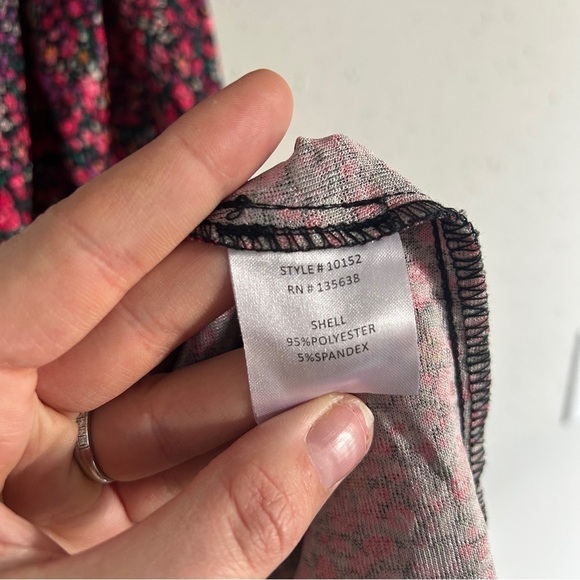 STYLE # 10152
RN # 135638
SHELL
95%POLYESTER
5%SPANDEX